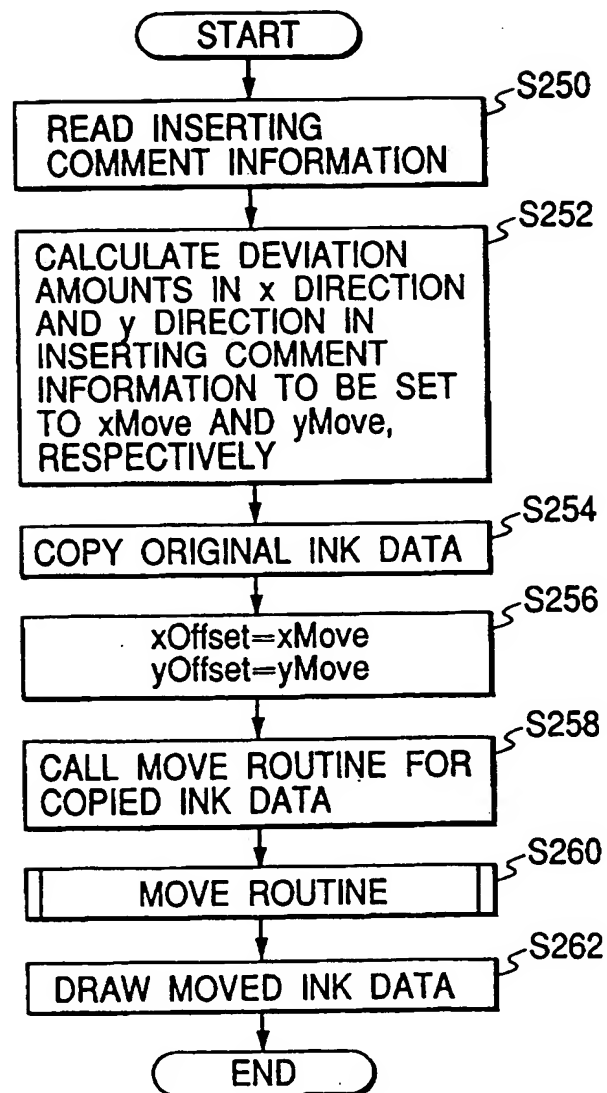 START
S250
READ INSERTING
COMMENT INFORMATION
S252
CALCULATE DEVIATION
AMOUNTS IN x DIRECTION
AND y DIRECTION IN
INSERTING COMMENT
INFORMATION TO BE SET
TO xMove AND yMove,
RESPECTIVELY
S254
COPY ORIGINAL INK DATA
S256
xOffset=xMove
yOffset=yMove
S258
CALL MOVE ROUTINE FOR
COPIED INK DATA
S260
MOVE ROUTINE
S262
DRAW MOVED INK DATA
END